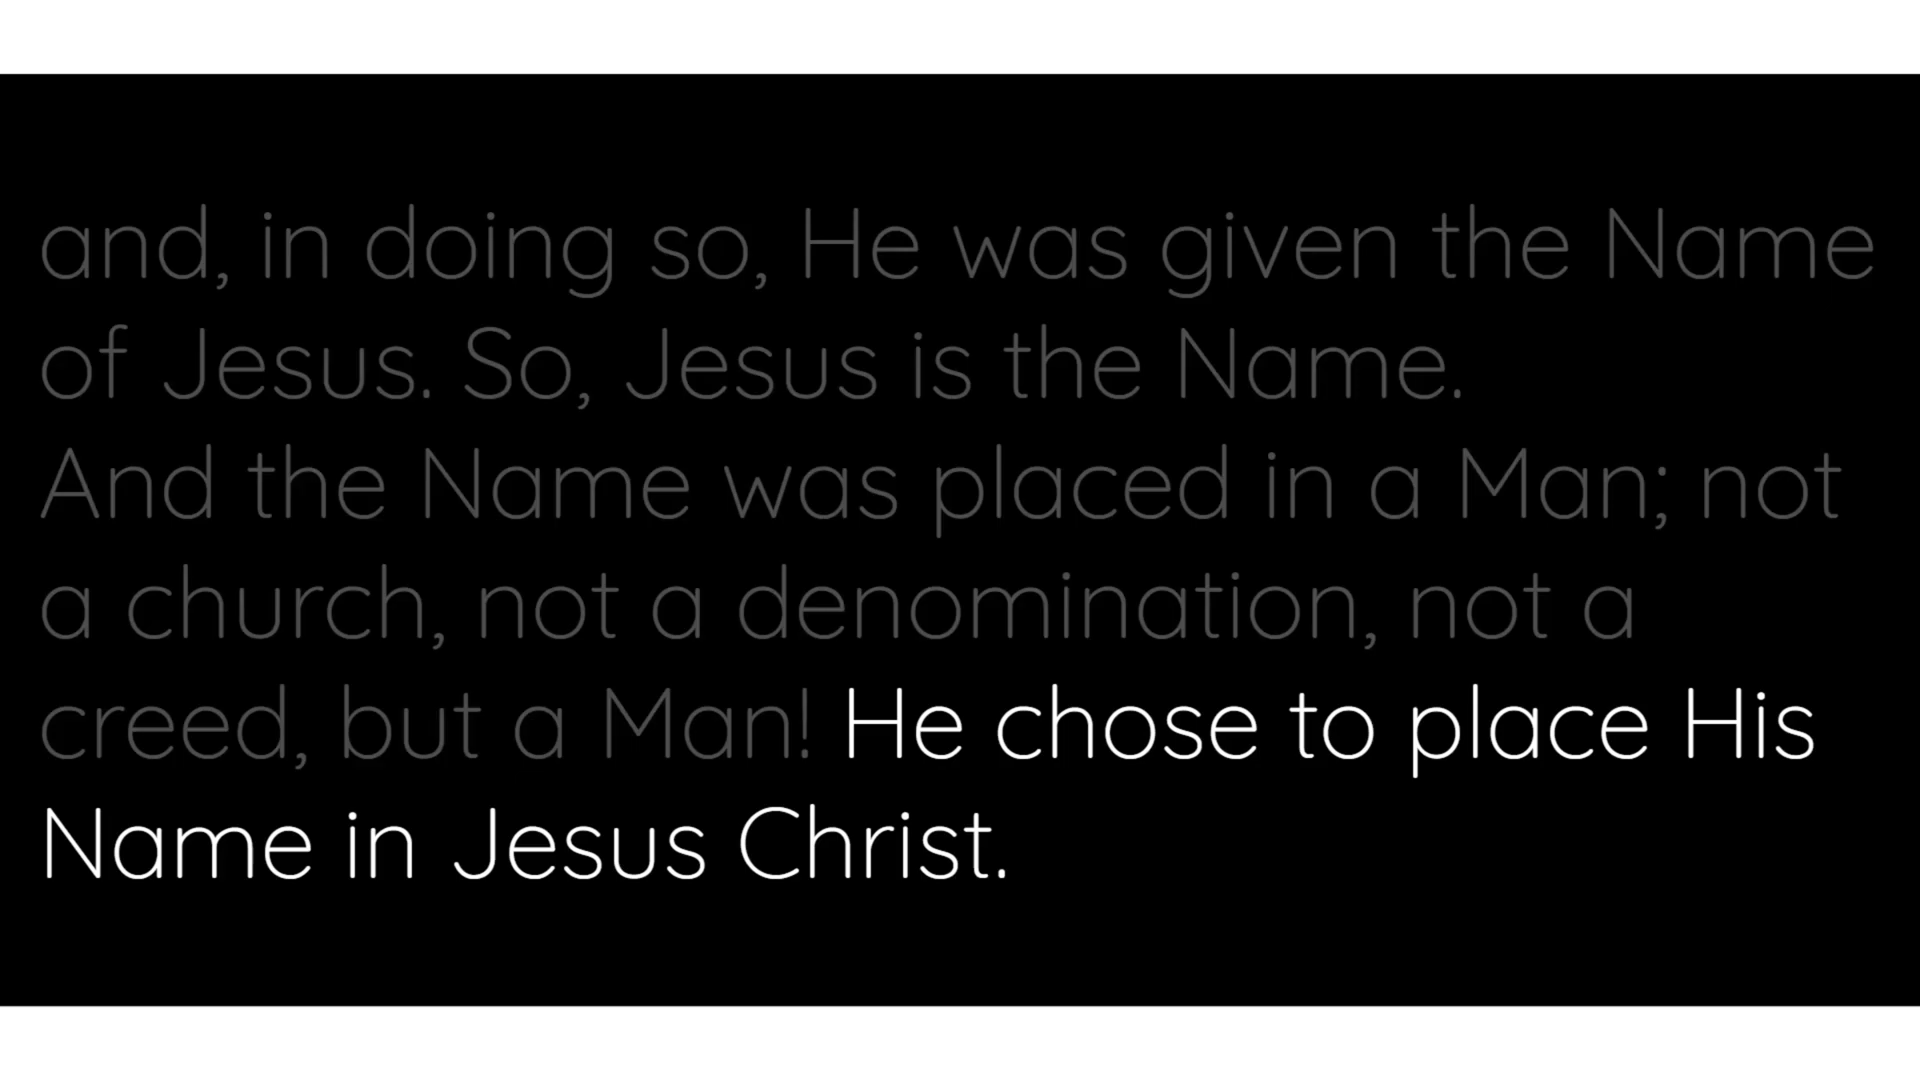 and, in doing so, He was given the Name
of Jesus. So, Jesus is the Name.
And the Name was placed in a Man; not
a church, not a denomination, not a
creed, but a Man! He chose to place His
Name in Jesus Christ.